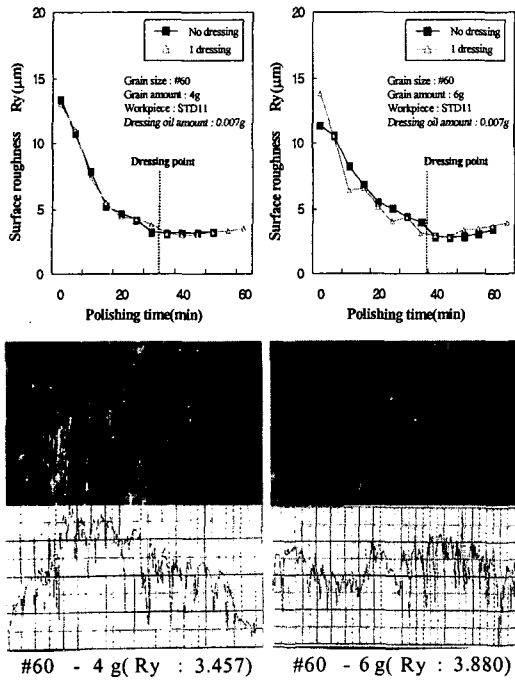 20
No dressing
1 dressing
15
Grain size : #60
Grain amount : 4g
Workpiece : STD11
Dressing oil amount : 0.007g
10
Dressing point
5
0
0 20 40 60
Surface roughness Ry (μm)
Polishing time(min)
20
No dressing
1 dressing
15
Grain size : #60
Grain amount : 6g
Workpiece : STD11
Dressing oil amount : 0.007g
10
Dressing point
5
0
0 20 40 60
Surface roughness Ry (μm)
Polishing time(min)
#60 - 4 g( Ry : 3.457)
#60 - 6 g( Ry : 3.880)